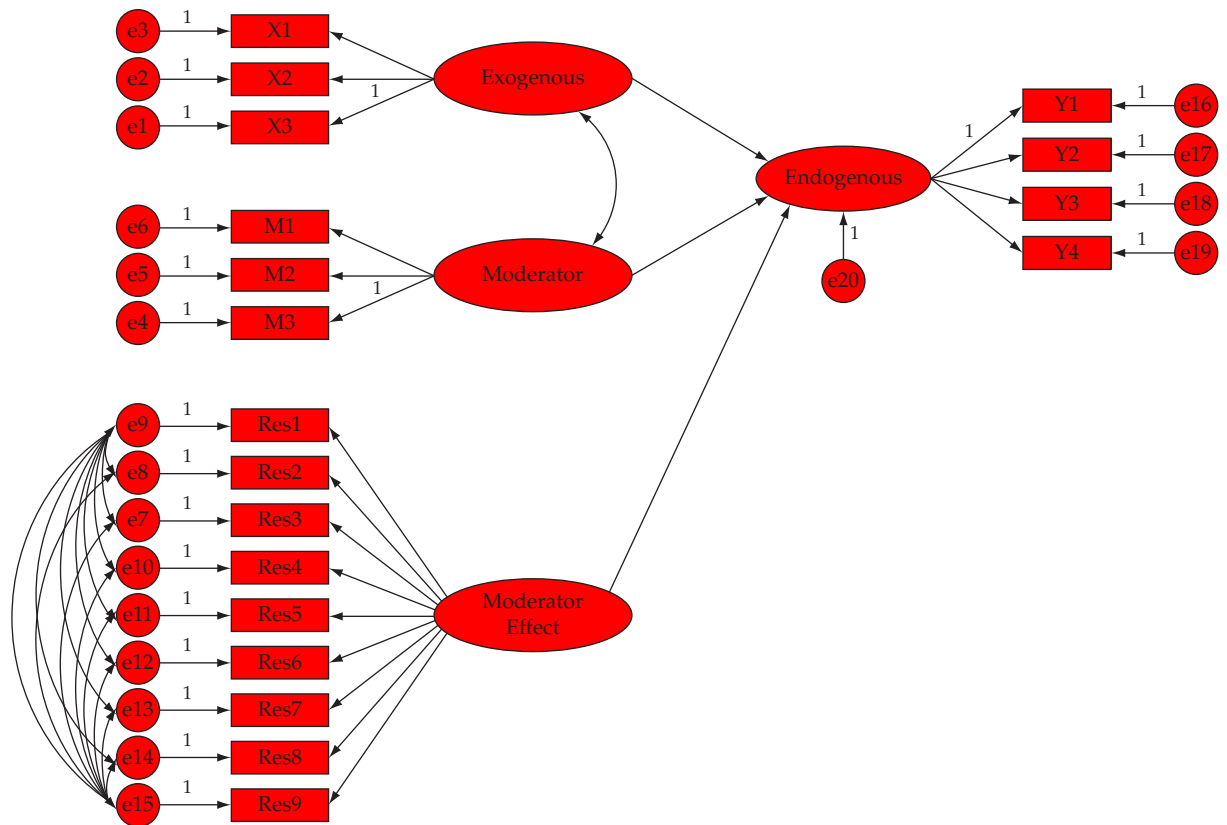 e3 1 X1
e2 1 X2
e1 1 X3
Exogenous
1
e6 1 M1
e5 1 M2
e4 1 M3
Moderator
1
Endogenous
1
e20
1
Y1 1 e16
Y2 1 e17
Y3 1 e18
Y4 1 e19
e9 1 Res1
e8 1 Res2
e7 1 Res3
e10 1 Res4
e11 1 Res5
e12 1 Res6
e13 1 Res7
e14 1 Res8
e15 1 Res9
Moderator
Effect